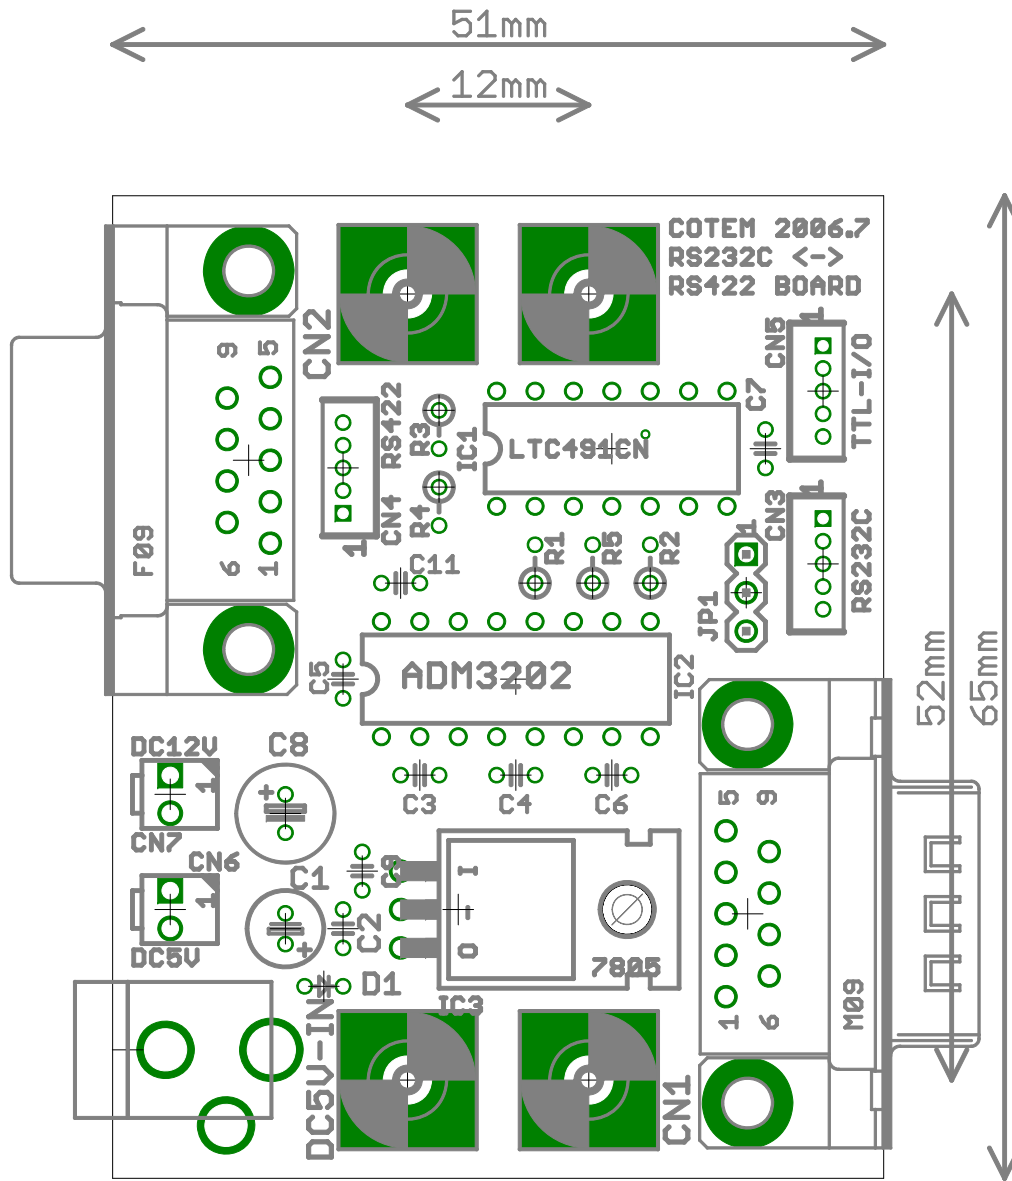 51mm
12mm
COTEM 2006.7
RS232C <->
RS422 BOARD
CN2
9
5
6
1
F09
CN4
RS422
1
R3
R4
IC1
LTC491CN
C7
CN5
1
TTL-I/O
CN3
1
RS232C
C11
R1
R5
R2
JP1
1
C5
ADM3202
IC2
52mm
65mm
DC12V
1
CN7
C8
C3
C4
C6
CN6
1
DC5V
C1
C9
C2
D1
I
-
O
7805
IC3
5
9
1
6
M09
DC5V-IN
CN1